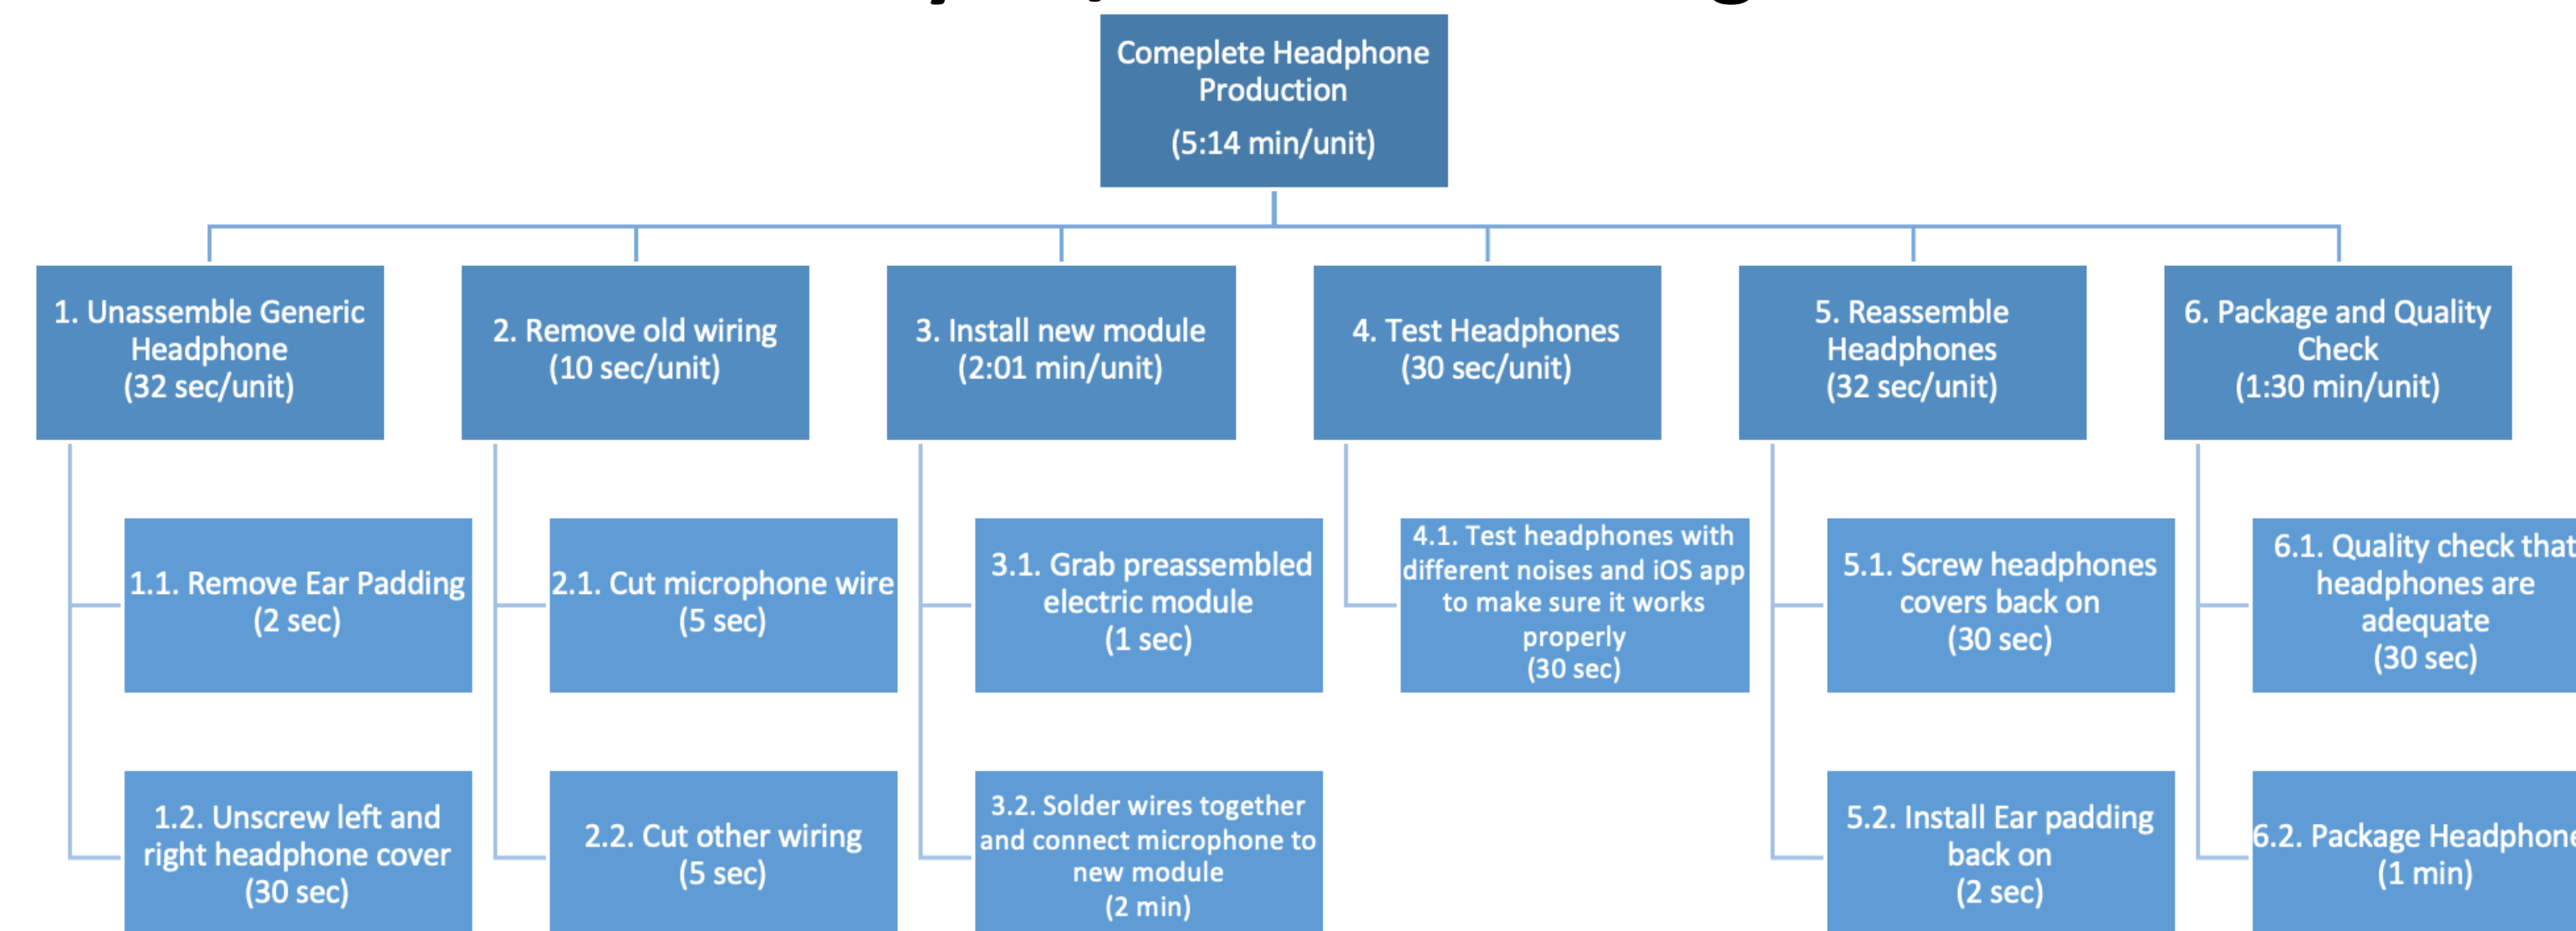 Comeplete Headphone
Production
(5:14 min/unit)
1. Unassemble Generic
Headphone
(32 sec/unit)
2. Remove old wiring
(10 sec/unit)
3. Install new module
(2:01 min/unit)
4. Test Headphones
(30 sec/unit)
5. Reassemble
Headphones
(32 sec/unit)
6. Package and Quality
Check
(1:30 min/unit)
1.1. Remove Ear Padding
(2 sec)
2.1. Cut microphone wire
(5 sec)
3.1. Grab preassembled
electric module
(1 sec)
4.1. Test headphones with
different noises and iOS app
to make sure it works
properly
(30 sec)
5.1. Screw headphones
covers back on
(30 sec)
6.1. Quality check that
headphones are
adequate
(30 sec)
1.2. Unscrew left and
right headphone cover
(30 sec)
2.2. Cut other wiring
(5 sec)
3.2. Solder wires together
and connect microphone to
new module
(2 min)
5.2. Install Ear padding
back on
(2 sec)
6.2. Package Headphone
(1 min)